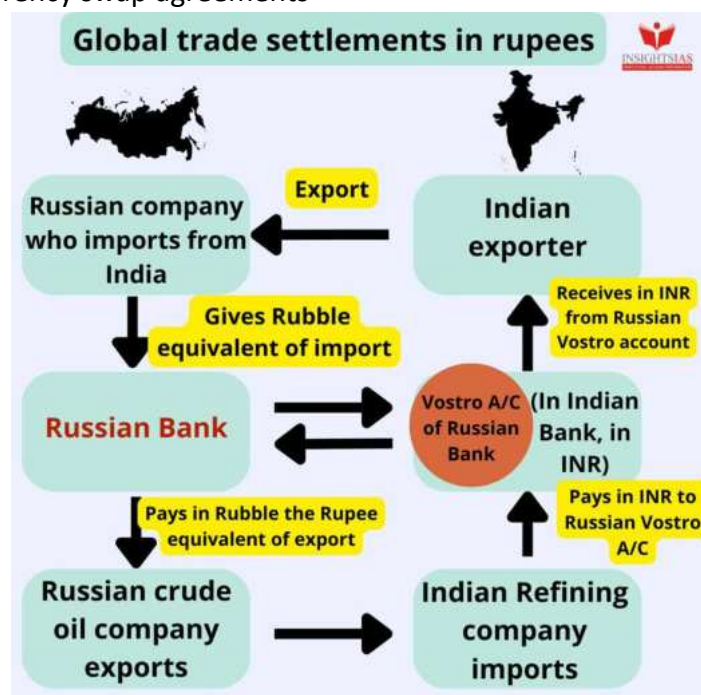 rency swap agreements
Global trade settlements in rupees
INSIGHTSIAS
Export
Russian company
who imports from
India
Indian
exporter
Gives Rubble
equivalent of import
Receives in INR
from Russian
Vostro account
Russian Bank
Vostro A/C
of Russian
Bank
(In Indian
Bank, in
INR)
Pays in Rubble the Rupee
equivalent of export
Pays in INR to
Russian Vostro
A/C
Russian crude
oil company
exports
Indian Refining
company
imports